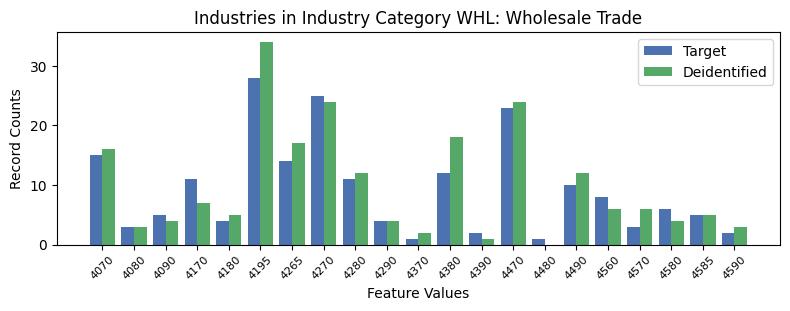 Industries in Industry Category WHL: Wholesale Trade
Target
Deidentified
Record Counts
30
20
10
0
4070 4080 4090 4170 4180 4195 4265 4270 4280 4290 4370 4380 4390 4470 4480 4490 4560 4570 4580 4585 4590
Feature Values